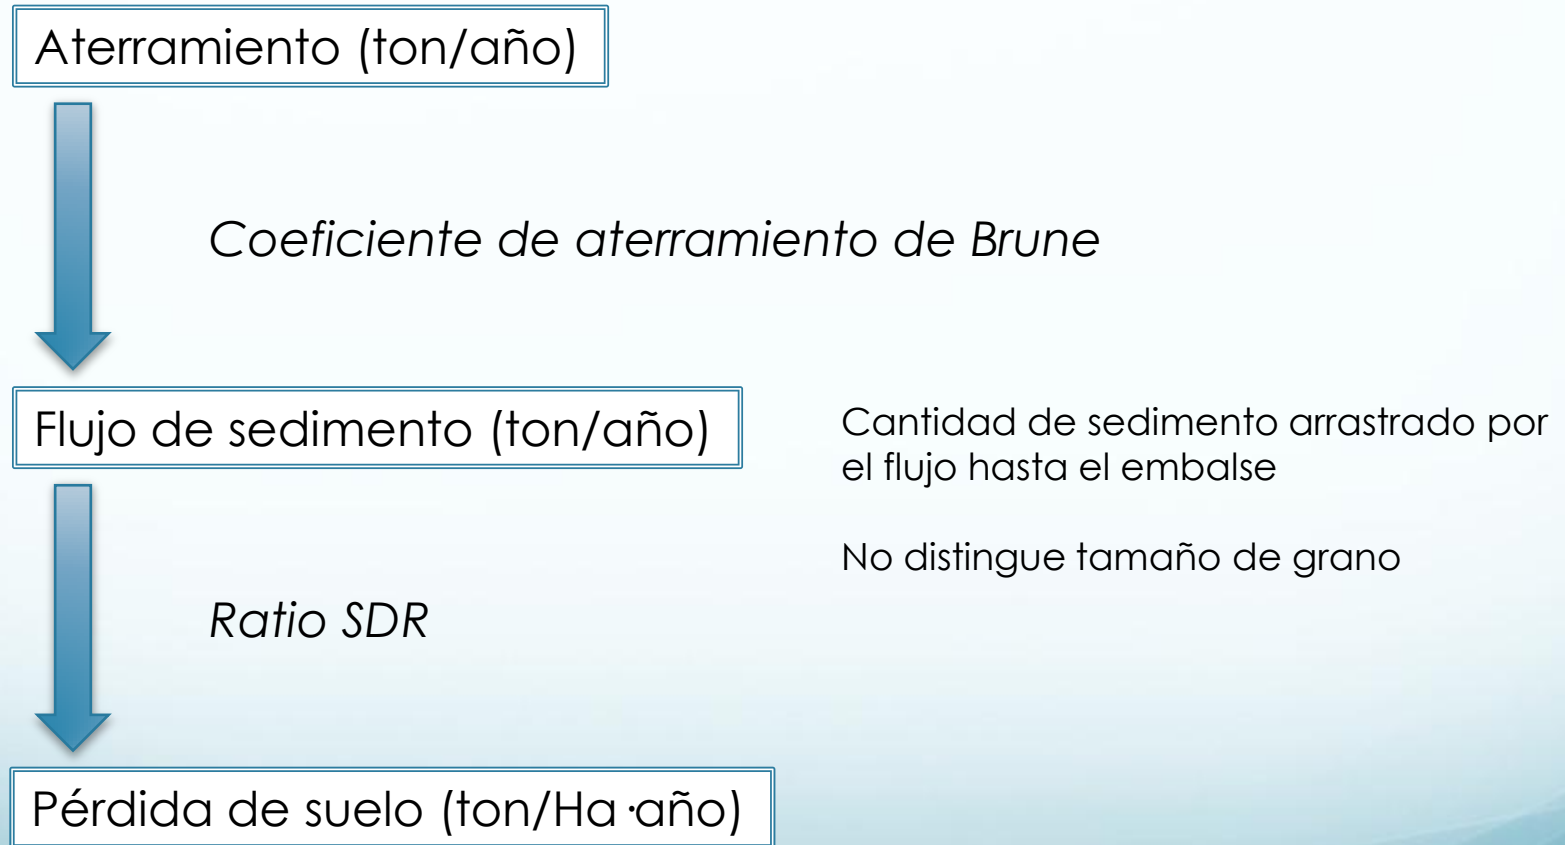 Aterramiento (ton/año)
Coeficiente de aterramiento de Brune
Flujo de sedimento (ton/año)
Cantidad de sedimento arrastrado por
el flujo hasta el embalse
No distingue tamaño de grano
Ratio SDR
Pérdida de suelo (ton/Ha·año)